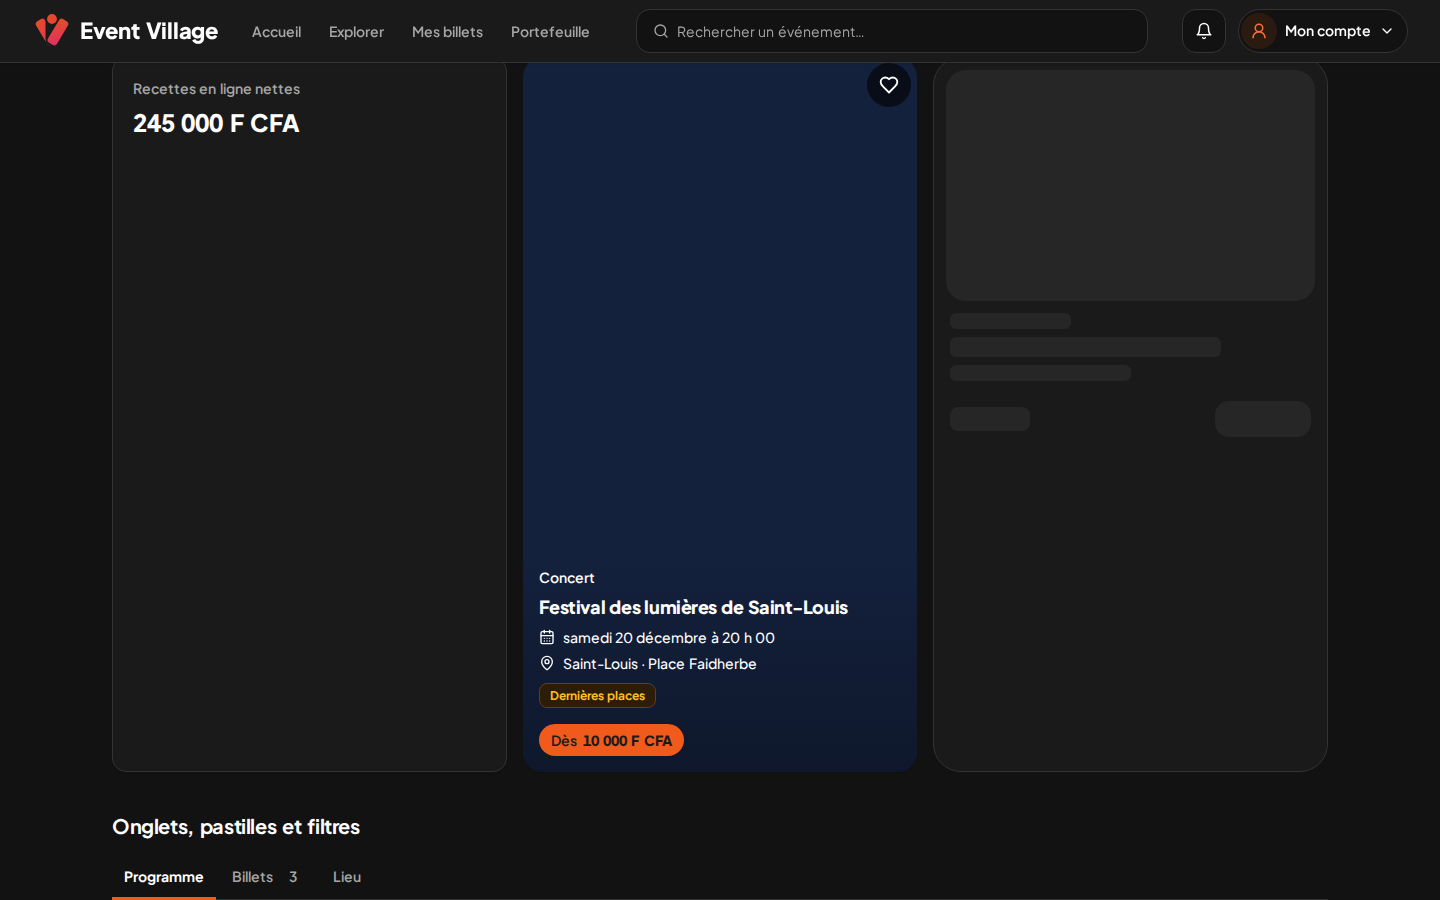 Event Village
Accueil
Explorer
Mes billets
Portefeuille
Rechercher un événement...
Mon compte
Recettes en ligne nettes
245 000 F CFA
Concert
Festival des lumières de Saint-Louis
samedi 20 décembre à 20 h 00
Saint-Louis · Place Faidherbe
Dernières places
Dès 10 000 F CFA
Onglets, pastilles et filtres
Programme
Billets 3
Lieu